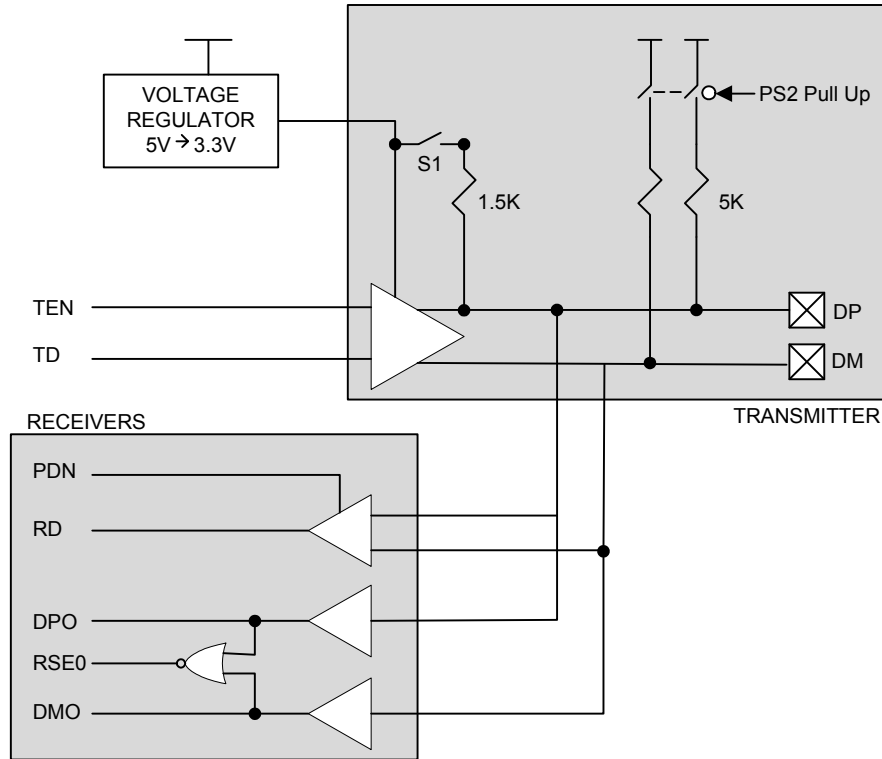 VOLTAGE
REGULATOR
5V → 3.3V
S1
1.5K
PS2 Pull Up
5K
TEN
TD
DP
DM
TRANSMITTER
RECEIVERS
PDN
RD
DPO
RSE0
DMO